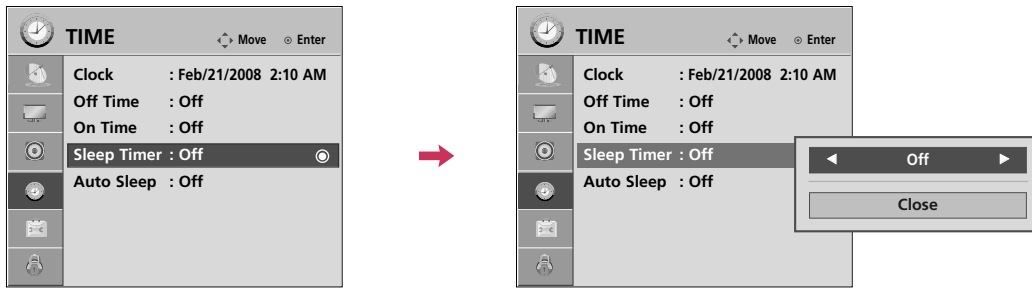 TIME Move Enter
Clock : Feb/21/2008 2:10 AM
Off Time : Off
On Time : Off
Sleep Timer : Off
Auto Sleep : Off
TIME Move Enter
Clock : Feb/21/2008 2:10 AM
Off Time : Off
On Time : Off
Sleep Timer : Off
Auto Sleep : Off
Off
Close